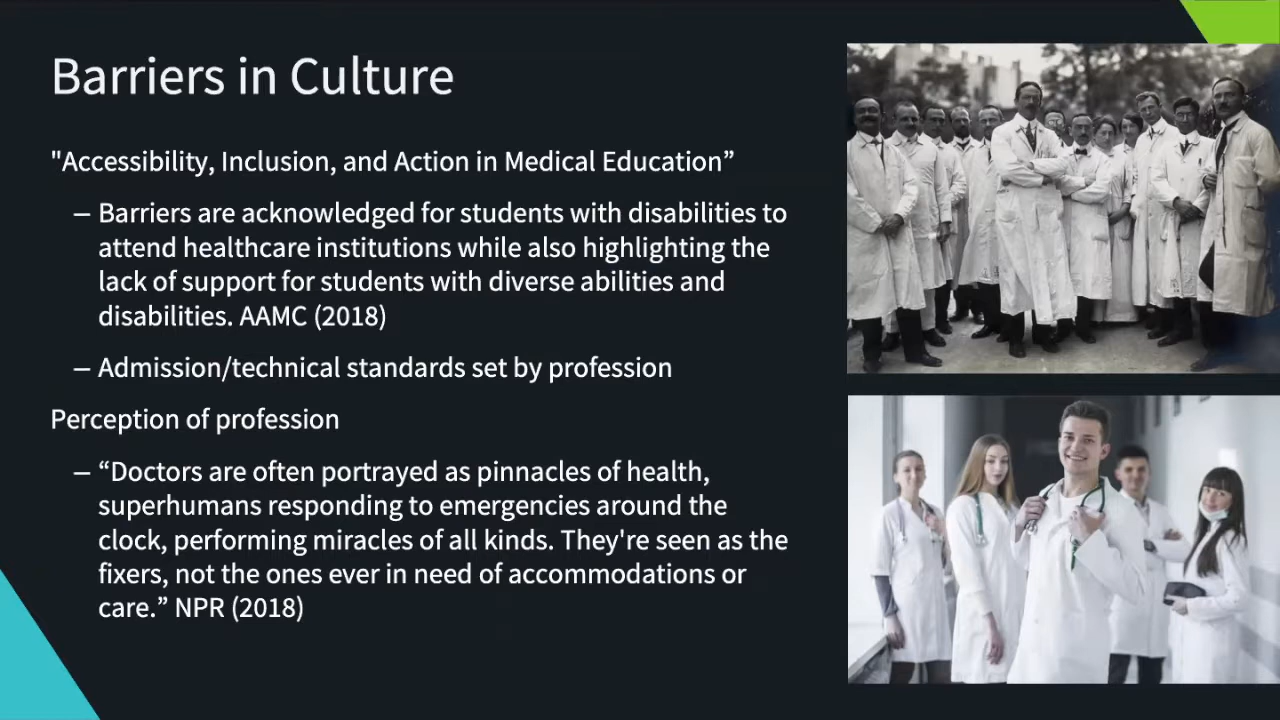 Barriers in Culture
"Accessibility, Inclusion, and Action in Medical Education”
– Barriers are acknowledged for students with disabilities to
attend healthcare institutions while also highlighting the
lack of support for students with diverse abilities and
disabilities. AAMC (2018)
– Admission/technical standards set by profession
Perception of profession
– “Doctors are often portrayed as pinnacles of health,
superhumans responding to emergencies around the
clock, performing miracles of all kinds. They're seen as the
fixers, not the ones ever in need of accommodations or
care.” NPR (2018)